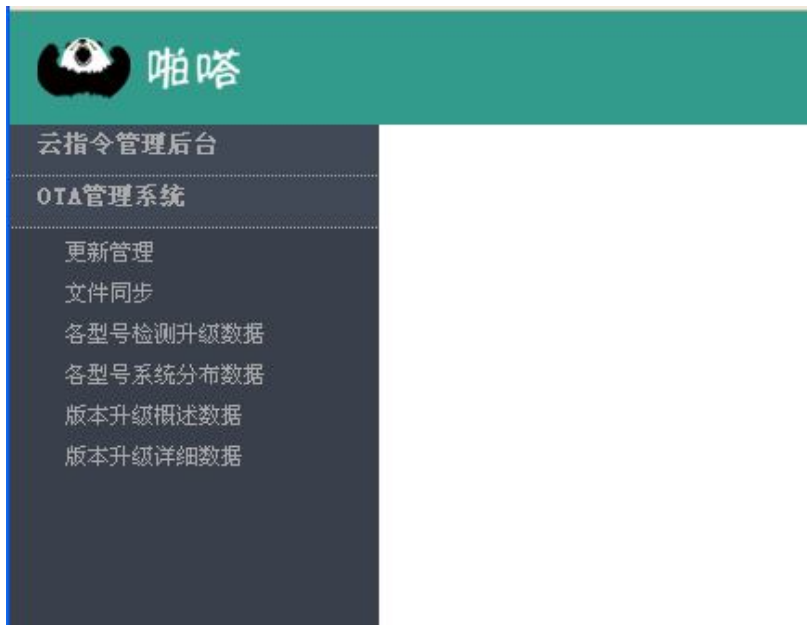 啪嗒
云指令管理后台
OTA管理系统
更新管理
文件同步
各型号检测升级数据
各型号系统分布数据
版本升级概述数据
版本升级详细数据